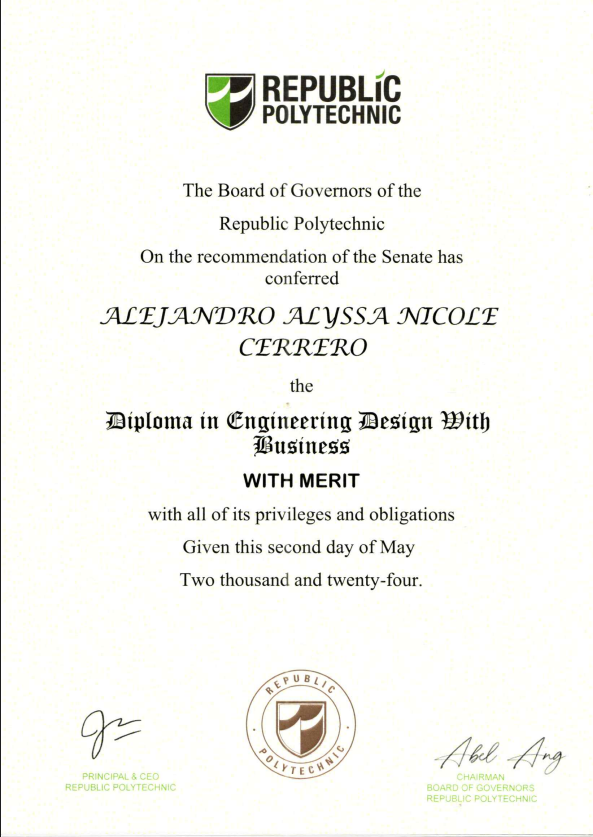 REPUBLIC
POLYTECHNIC
The Board of Governors of the
Republic Polytechnic
On the recommendation of the Senate has
conferred
ALEJANDRO ALYSSA NICOLE
CERRERO
the
Diploma in Engineering Design With
Business
WITH MERIT
with all of its privileges and obligations
Given this second day of May
Two thousand and twenty-four.
REPUBLIC
POLYTECHNIC
PRINCIPAL & CEO
REPUBLIC POLYTECHNIC
Abel Ang
CHAIRMAN
BOARD OF GOVERNORS
REPUBLIC POLYTECHNIC